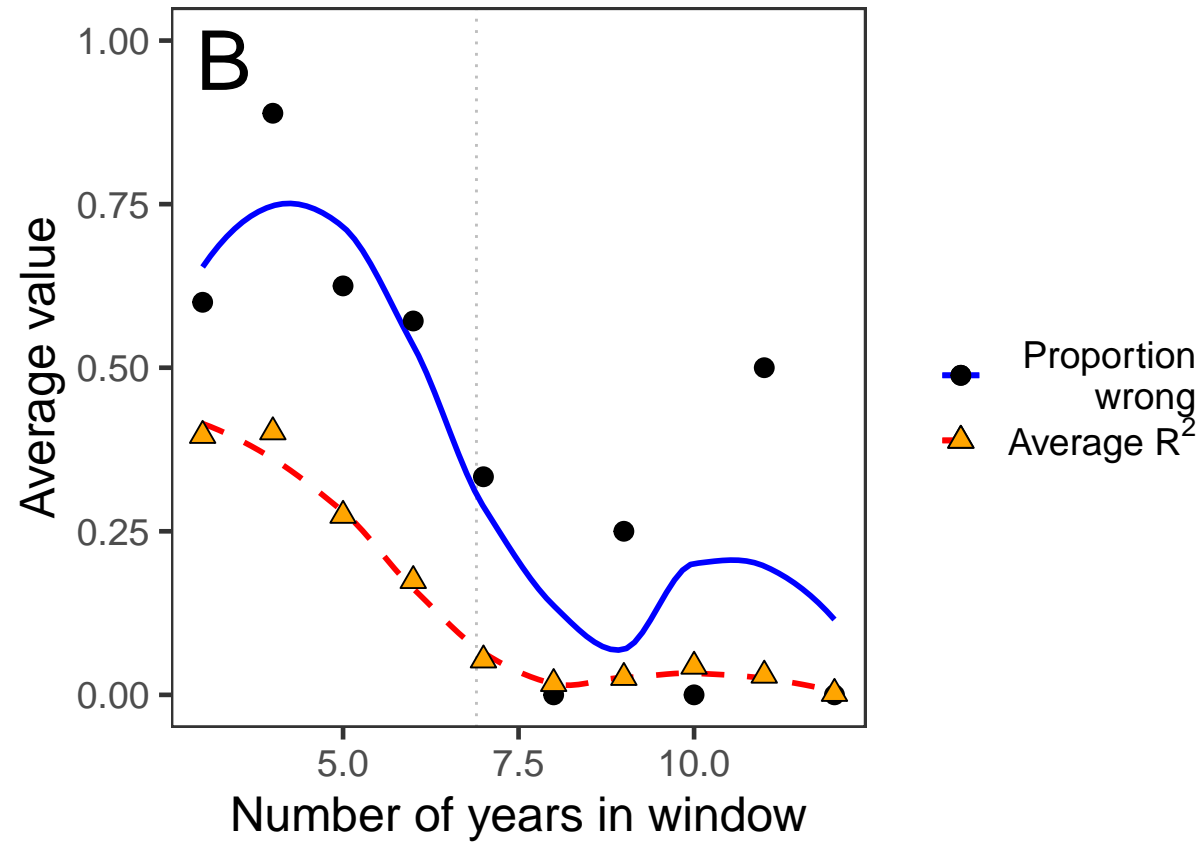 B
1.00
0.75
0.50
0.25
0.00
Average value
5.0 7.5 10.0
Number of years in window
Proportion
wrong
Average R²